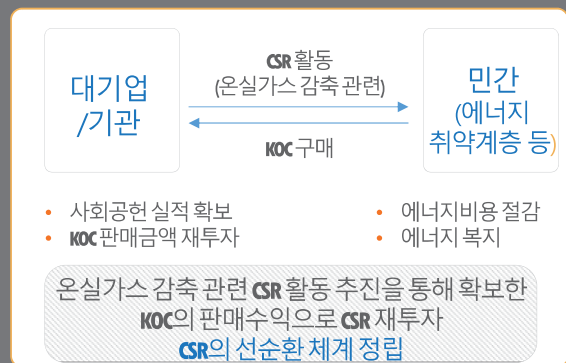 대기업
/기관
CSR 활동
(온실가스 감축 관련)
KOC 구매
민간
(에너지
취약계층 등)
• 사회공헌 실적 확보
• KOC 판매금액 재투자
• 에너지비용 절감
• 에너지 복지
온실가스 감축 관련 CSR 활동 추진을 통해 확보한
KOC의 판매수익으로 CSR 재투자
CSR의 선순환 체계 정립